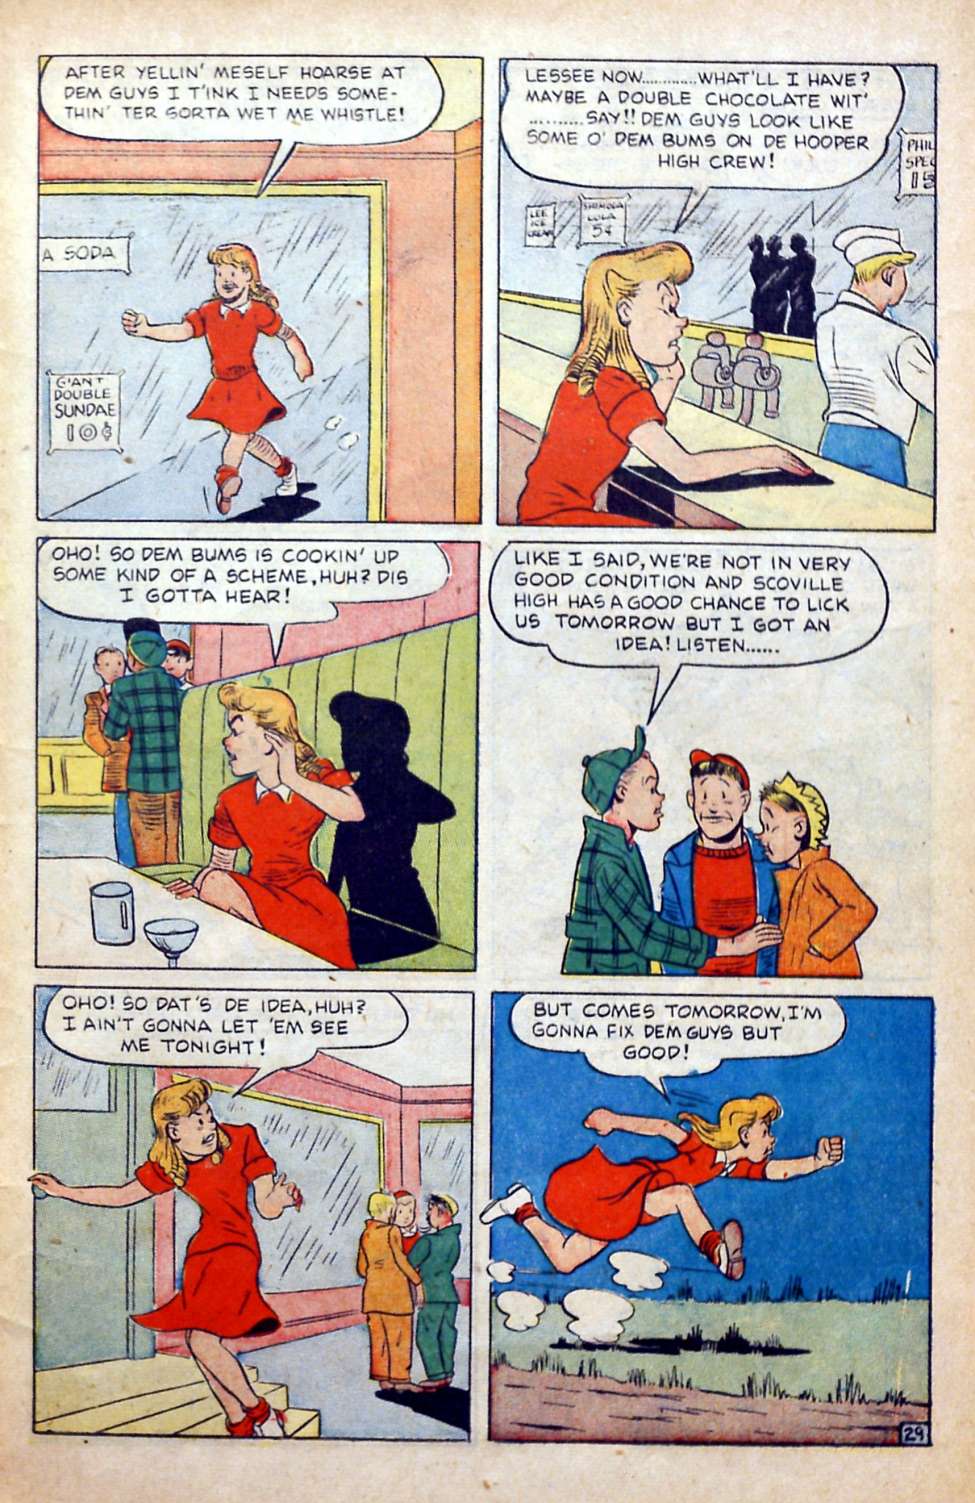 AFTER YELLIN' MESELF HOARSE AT
DEM GUYS I T'INK I NEEDS SOME-
THIN' TER SORTA WET ME WHISTLE!
A SODA
GIANT
DOUBLE
SUNDAE
10¢
LESSEE NOW............WHAT'LL I HAVE?
MAYBE A DOUBLE CHOCOLATE WIT'
..........SAY!! DEM GUYS LOOK LIKE
SOME O' DEM BUMS ON DE HOOPER
HIGH CREW!
ICE
CREAM
COLA
5¢
PHIL
SPEC
15
OHO! SO DEM BUMS IS COOKIN' UP
SOME KIND OF A SCHEME, HUH? DIS
I GOTTA HEAR!
LIKE I SAID, WE'RE NOT IN VERY
GOOD CONDITION AND SCOVILLE
HIGH HAS A GOOD CHANCE TO LICK
US TOMORROW BUT I GOT AN
IDEA! LISTEN......
OHO! SO DAT'S DE IDEA, HUH?
I AIN'T GONNA LET 'EM SEE
ME TONIGHT!
BUT COMES TOMORROW, I'M
GONNA FIX DEM GUYS BUT
GOOD!
29